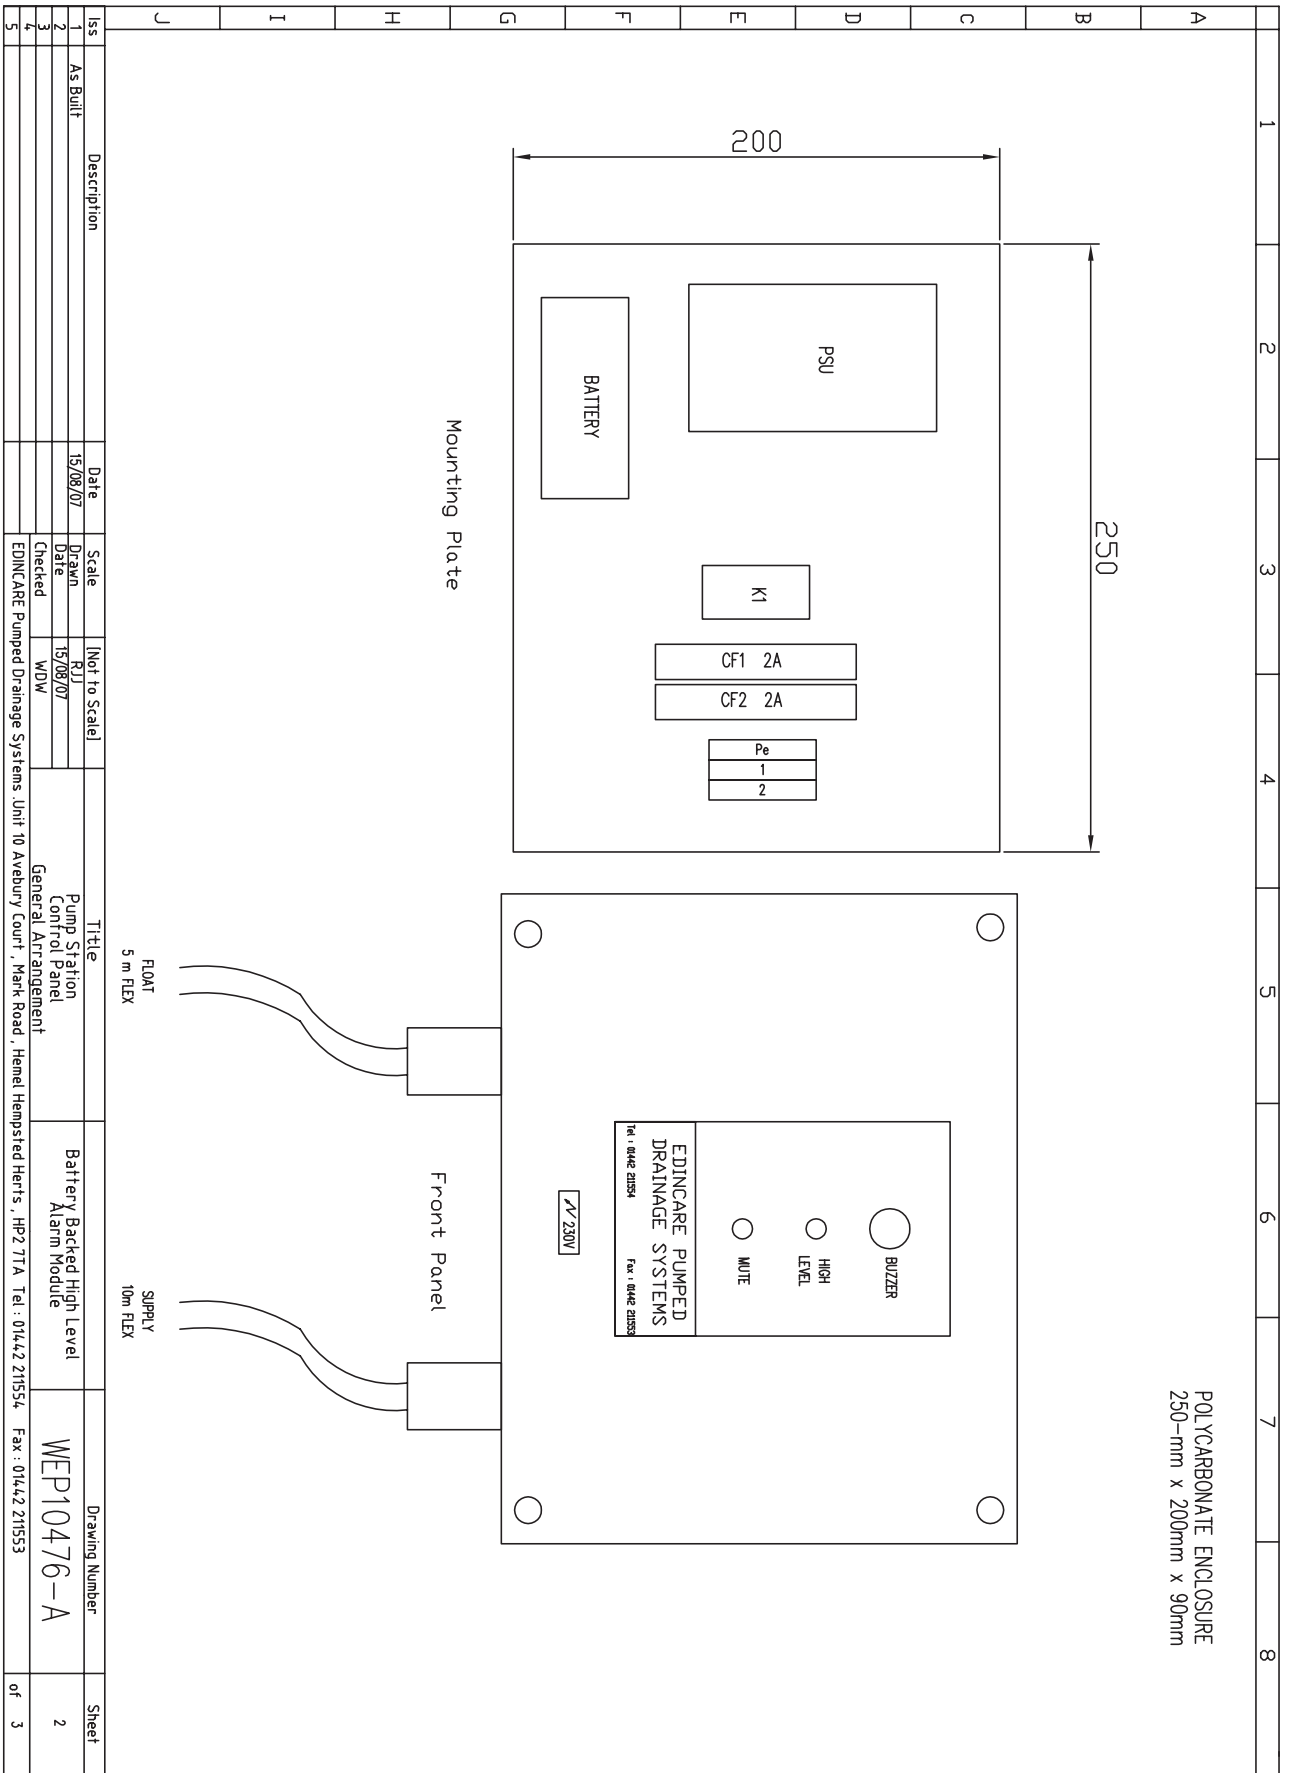 1
2
3
4
5
6
7
8
A
B
C
D
E
F
G
H
I
J
POLYCARBONATE ENCLOSURE
250-mm x 200mm x 90mm
250
200
PSU
BATTERY
K1
CF1 2A
CF2 2A
Pe
1
2
Mounting Plate
BUZZER
HIGH
LEVEL
MUTE
EDINCARE PUMPED
DRAINAGE SYSTEMS
Tel : 01442 211554 Fax : 01442 211553
230V
Front Panel
FLOAT
5 m FLEX
SUPPLY
10m FLEX
Iss Description Date Scale [Not to Scale] Title Drawing Number Sheet
1 As Built 15/08/07 Drawn RJJ
2 Date 15/08/07
3 Checked WDW
4
5
Pump Station
Control Panel
General Arrangement
Battery Backed High Level
Alarm Module
WEP10476-A
2
of 3
EDINCARE Pumped Drainage Systems .Unit 10 Avebury Court , Mark Road , Hemel Hempsted Herts , HP2 7TA Tel : 01442 211554 Fax : 01442 211553